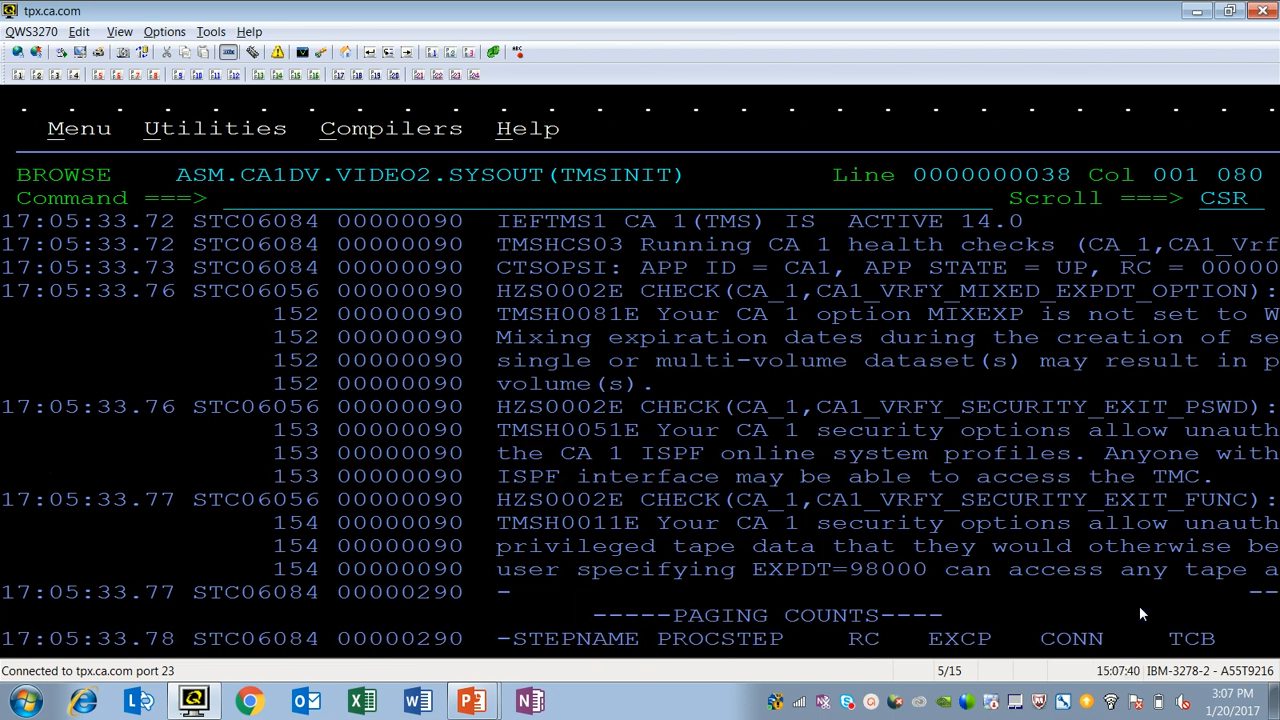 tpx.ca.com
QWS3270 Edit View Options Tools Help
Menu Utilities Compilers Help
BROWSE ASM.CA1DV.VIDEO2.SYSOUT(TMSINIT) Line 0000000038 Col 001 080
Command ===> Scroll ===> CSR
17:05:33.72 STC06084 00000090 IEFTMS1 CA 1(TMS) IS ACTIVE 14.0
17:05:33.72 STC06084 00000090 TMSHCS03 Running CA 1 health checks (CA_1,CA1_Vrf
17:05:33.73 STC06084 00000090 CTSOPSI: APP ID = CA1, APP STATE = UP, RC = 00000
17:05:33.76 STC06056 00000090 HZS0002E CHECK(CA_1,CA1_VRFY_MIXED_EXPDT_OPTION):
152 00000090 TMSH0081E Your CA 1 option MIXEXP is not set to W
152 00000090 Mixing expiration dates during the creation of se
152 00000090 single or multi-volume dataset(s) may result in p
152 00000090 volume(s).
17:05:33.76 STC06056 00000090 HZS0002E CHECK(CA_1,CA1_VRFY_SECURITY_EXIT_PSWD):
153 00000090 TMSH0051E Your CA 1 security options allow unauth
153 00000090 the CA 1 ISPF online system profiles. Anyone with
153 00000090 ISPF interface may be able to access the TMC.
17:05:33.77 STC06056 00000090 HZS0002E CHECK(CA_1,CA1_VRFY_SECURITY_EXIT_FUNC):
154 00000090 TMSH0011E Your CA 1 security options allow unauth
154 00000090 privileged tape data that they would otherwise be
154 00000090 user specifying EXPDT=98000 can access any tape a
17:05:33.77 STC06084 00000290 - --
-----PAGING COUNTS----
17:05:33.78 STC06084 00000290 -STEPNAME PROCSTEP RC EXCP CONN TCB
Connected to tpx.ca.com port 23 5/15 15:07:40 IBM-3278-2 - A55T9216
3:07 PM
1/20/2017